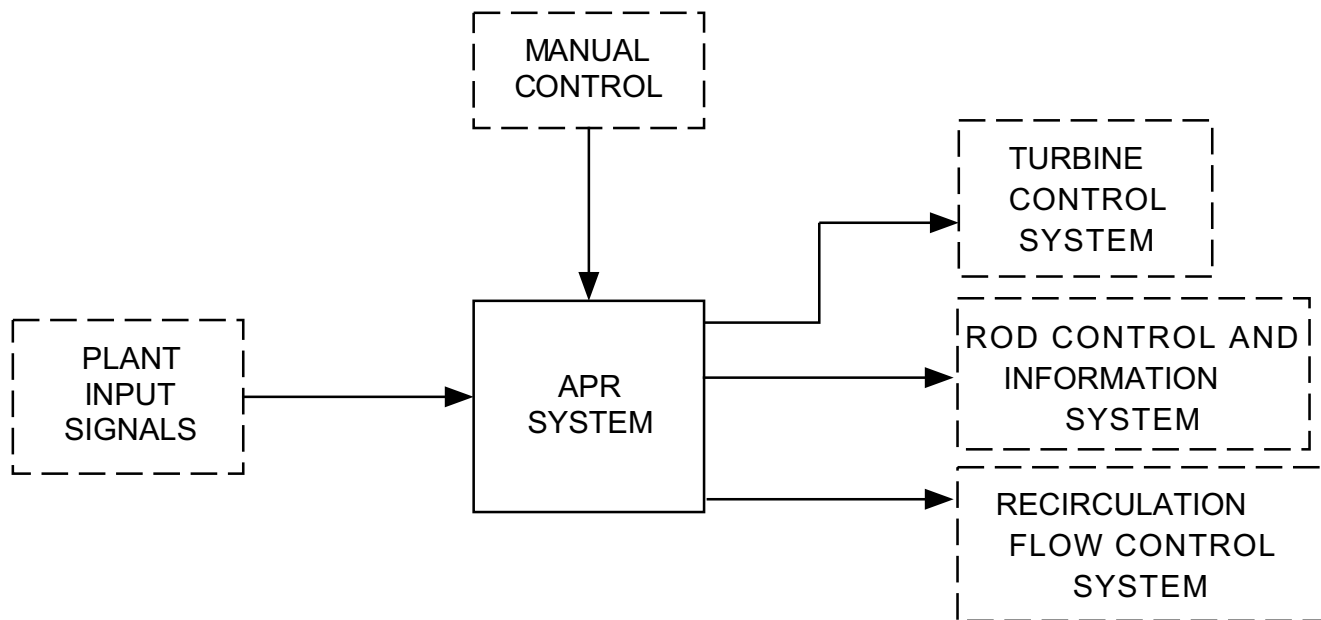 MANUAL
CONTROL
TURBINE
CONTROL
SYSTEM
PLANT
INPUT
SIGNALS
APR
SYSTEM
ROD CONTROL AND
INFORMATION
SYSTEM
RECIRCULATION
FLOW CONTROL
SYSTEM